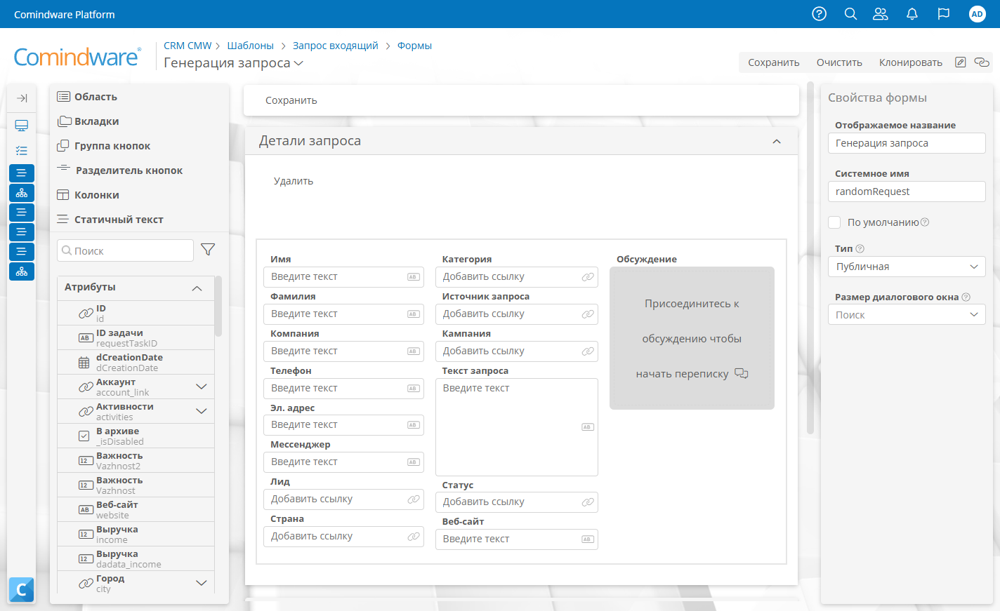 Comindware Platform
AD
Comindware®
CRM CMW > Шаблоны > Запрос входящий > Формы
Генерация запроса
Сохранить Очистить Клонировать
Область
Вкладки
Группа кнопок
Разделитель кнопок
Колонки
Статичный текст
Поиск
Атрибуты
ID
id
AB ID задачи
requestTaskID
dCreationDate
dCreationDate
Аккаунт
account_link
Активности
activities
В архиве
_isDisabled
12 Важность
Vazhnost2
12 Важность
Vazhnost
AB Веб-сайт
website
12 Выручка
income
12 Выручка
dadata_income
Город
city
C
Сохранить
Детали запроса
Удалить
Имя
Введите текст AB
Фамилия
Введите текст AB
Компания
Введите текст AB
Телефон
Введите текст AB
Эл. адрес
Введите текст AB
Мессенджер
Введите текст AB
Лид
Добавить ссылку
Страна
Добавить ссылку
Категория
Добавить ссылку
Источник запроса
Добавить ссылку
Кампания
Добавить ссылку
Текст запроса
Введите текст
AB
Статус
Добавить ссылку
Веб-сайт
Введите текст AB
Обсуждение
Присоединитесь к
обсуждению чтобы
начать переписку
Свойства формы
Отображаемое название
Генерация запроса
Системное имя
randomRequest
По умолчанию
Тип
Публичная
Размер диалогового окна
Поиск